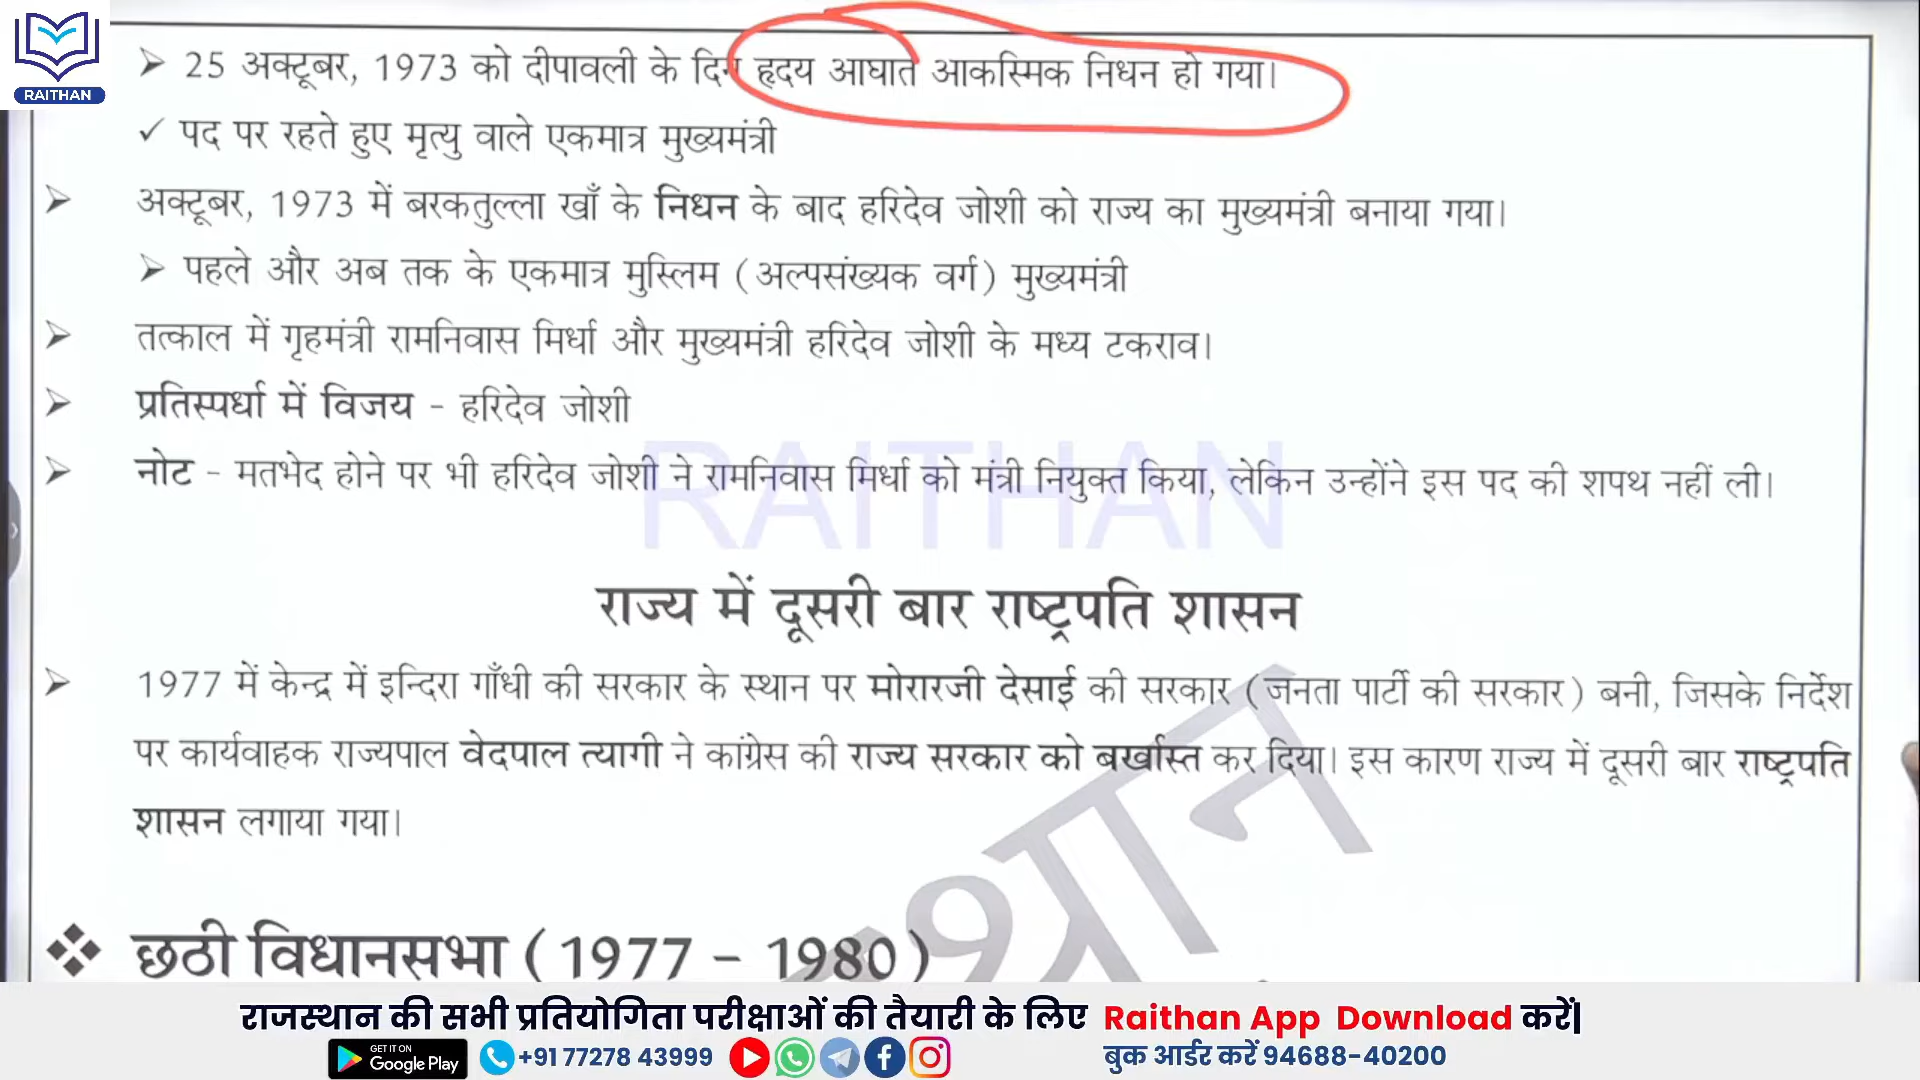 RAITHAN
➢ 25 अक्टूबर, 1973 को दीपावली के दिन हृदय आघात आकस्मिक निधन हो गया।
✓ पद पर रहते हुए मृत्यु वाले एकमात्र मुख्यमंत्री
➢ अक्टूबर, 1973 में बरकतुल्ला खाँ के निधन के बाद हरिदेव जोशी को राज्य का मुख्यमंत्री बनाया गया।
➢ पहले और अब तक के एकमात्र मुस्लिम (अल्पसंख्यक वर्ग) मुख्यमंत्री
➢ तत्काल में गृहमंत्री रामनिवास मिर्धा और मुख्यमंत्री हरिदेव जोशी के मध्य टकराव।
➢ प्रतिस्पर्धा में विजय - हरिदेव जोशी
➢ नोट - मतभेद होने पर भी हरिदेव जोशी ने रामनिवास मिर्धा को मंत्री नियुक्त किया, लेकिन उन्होंने इस पद की शपथ नहीं ली।
RAITHAN
राज्य में दूसरी बार राष्ट्रपति शासन
➢ 1977 में केन्द्र में इन्दिरा गाँधी की सरकार के स्थान पर मोरारजी देसाई की सरकार (जनता पार्टी की सरकार) बनी, जिसके निर्देश
पर कार्यवाहक राज्यपाल वेदपाल त्यागी ने कांग्रेस की राज्य सरकार को बर्खास्त कर दिया। इस कारण राज्य में दूसरी बार राष्ट्रपति
शासन लगाया गया।
❖ छठी विधानसभा (1977 - 1980)
राजस्थान की सभी प्रतियोगिता परीक्षाओं की तैयारी के लिए Raithan App Download करें|
GET IT ON
Google Play
+91 77278 43999
बुक आर्डर करें 94688-40200